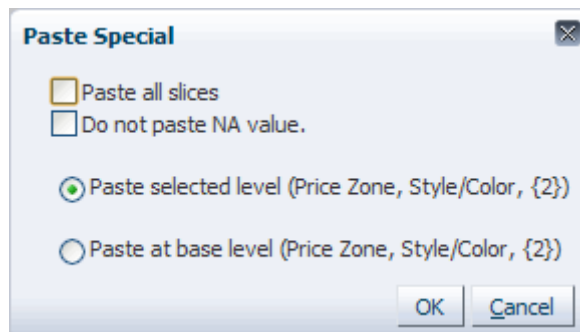 Paste Special
Paste all slices
Do not paste NA value.
Paste selected level (Price Zone, Style/Color, {2})
Paste at base level (Price Zone, Style/Color, {2})
OK Cancel